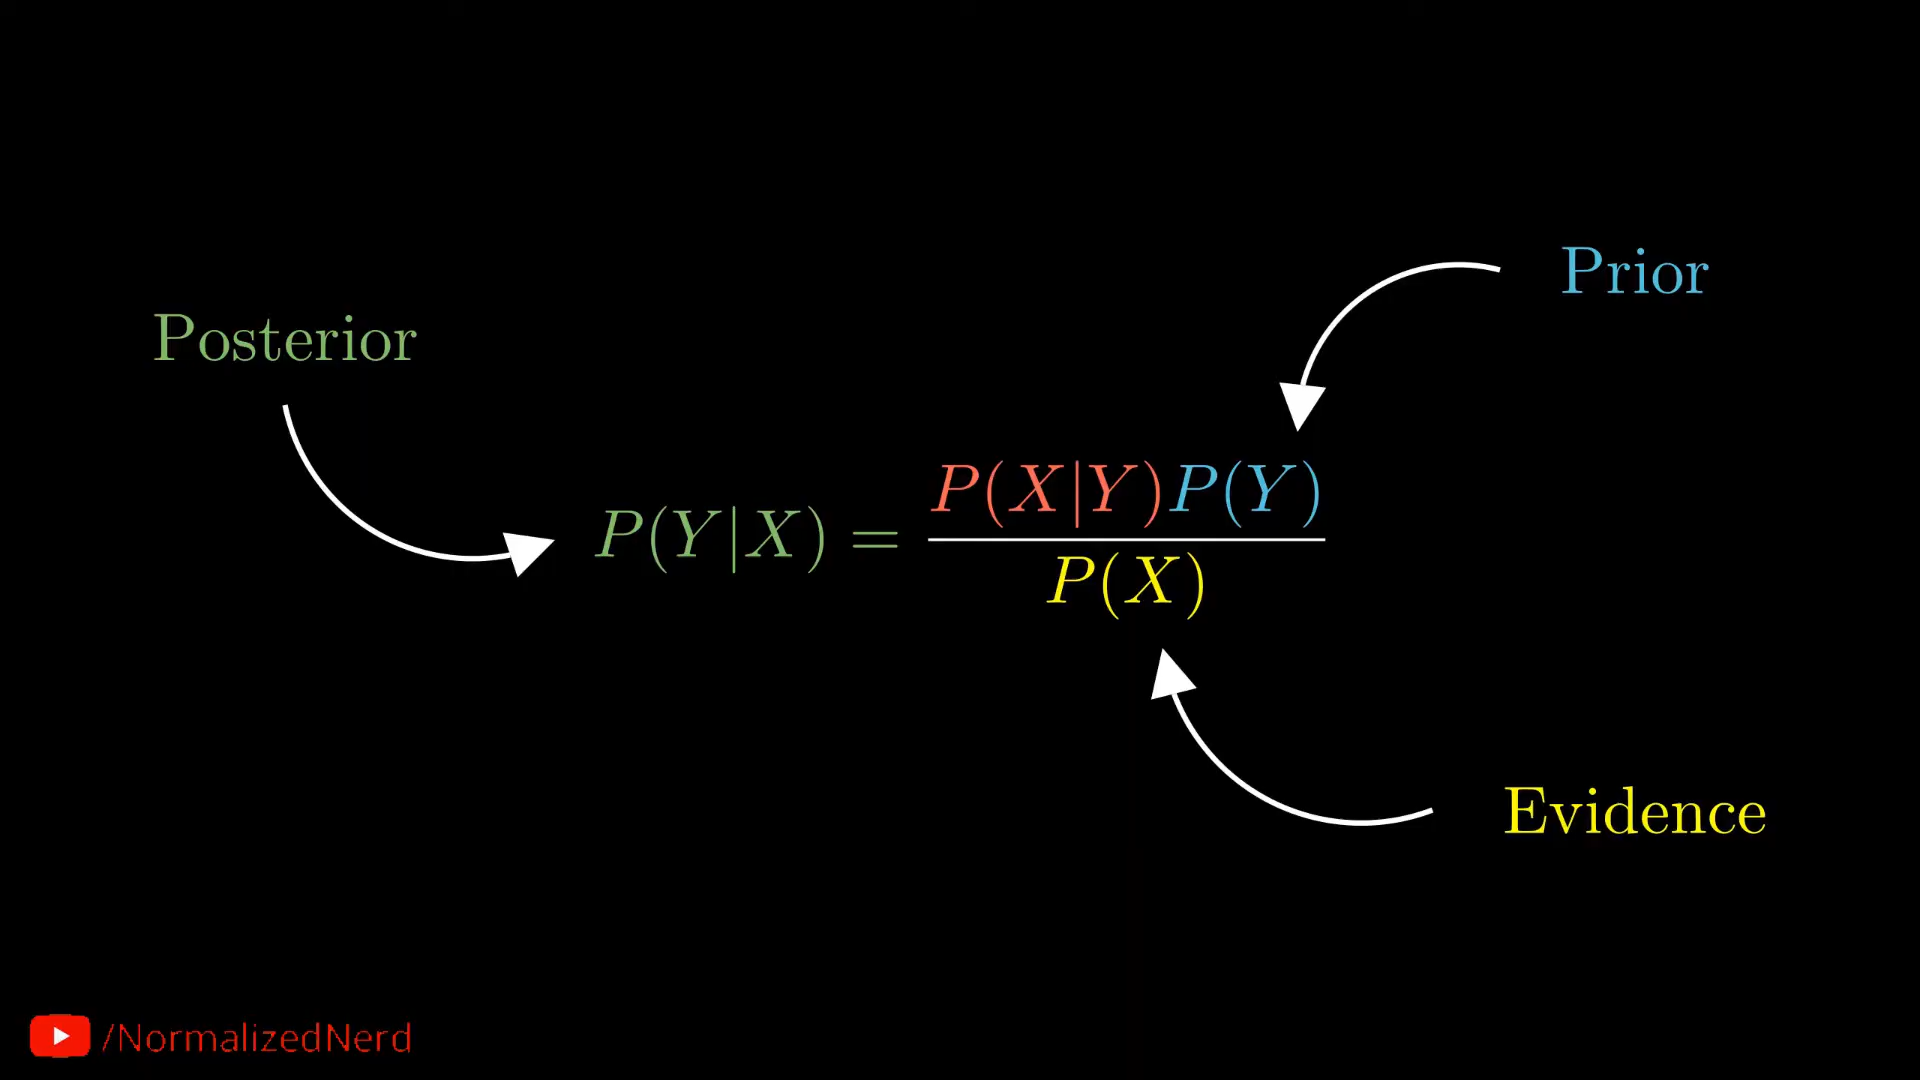 Prior
Posterior
P(Y|X) = P(X|Y)P(Y) / P(X)
Evidence
/NormalizedNerd